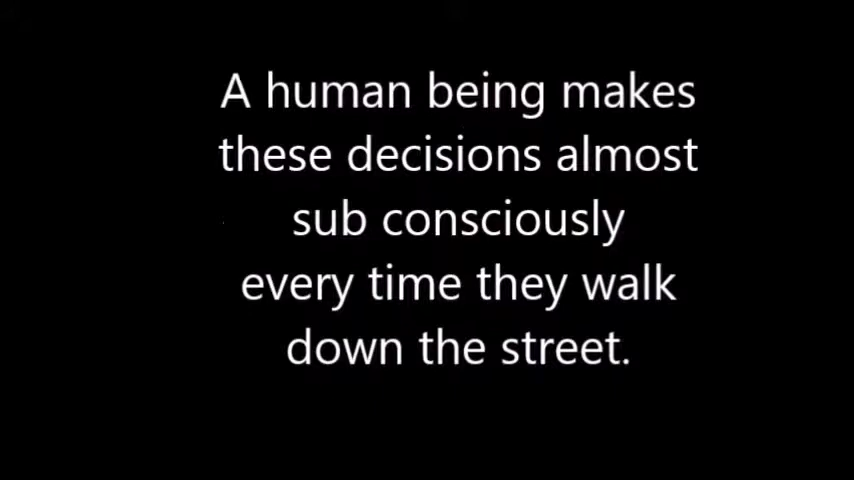 A human being makes
these decisions almost
sub consciously
every time they walk
down the street.